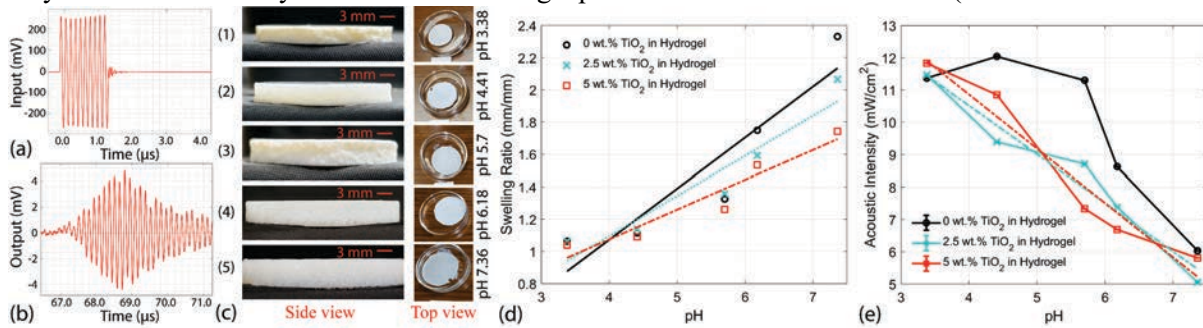 200
100
0
-100
-200
Input (mV)
0.0 1.0 2.0 3.0 4.0
Time (µs)
(a)
4
2
0
-2
-4
Output (mV)
67.0 68.0 69.0 70.0 71.0
Time (µs)
(b)
(c)
(1) 3 mm pH 3.38
(2) 3 mm pH 4.41
(3) 3 mm pH 5.7
(4) 3 mm pH 6.18
(5) 3 mm pH 7.36
Side view Top view
2.4
2.2
2
1.8
1.6
1.4
1.2
1
0.8
Swelling Ratio (mm/mm)
0 wt.% TiO₂ in Hydrogel
2.5 wt.% TiO₂ in Hydrogel
5 wt.% TiO₂ in Hydrogel
3 4 5 6 7
pH
(d)
13
12
11
10
9
8
7
6
5
4
Acoustic Intensity (mW/cm²)
0 wt.% TiO₂ in Hydrogel
2.5 wt.% TiO₂ in Hydrogel
5 wt.% TiO₂ in Hydrogel
3 4 5 6 7
pH
(e)